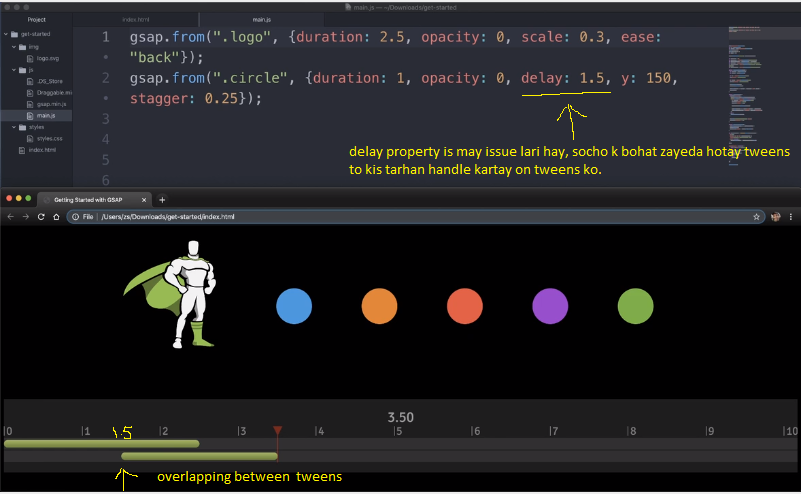 main.js — ~/Downloads/get-started
Project
index.html
main.js
get-started
img
logo.svg
js
.DS_Store
Draggable.mi
gsap.min.js
main.js
styles
styles.css
index.html
1 gsap.from(".logo", {duration: 2.5, opacity: 0, scale: 0.3, ease:
• "back"});
2 gsap.from(".circle", {duration: 1, opacity: 0, delay: 1.5, y: 150,
• stagger: 0.25});
3
4
5
6
delay property is may issue lari hay, socho k bohat zayeda hotay tweens
to kis tarhan handle kartay on tweens ko.
Getting Started with GSAP
File | /Users/zs/Downloads/get-started/index.html
3.50
0 1 2 3 4 5 6 7 8 9 10
1.5
overlapping between tweens